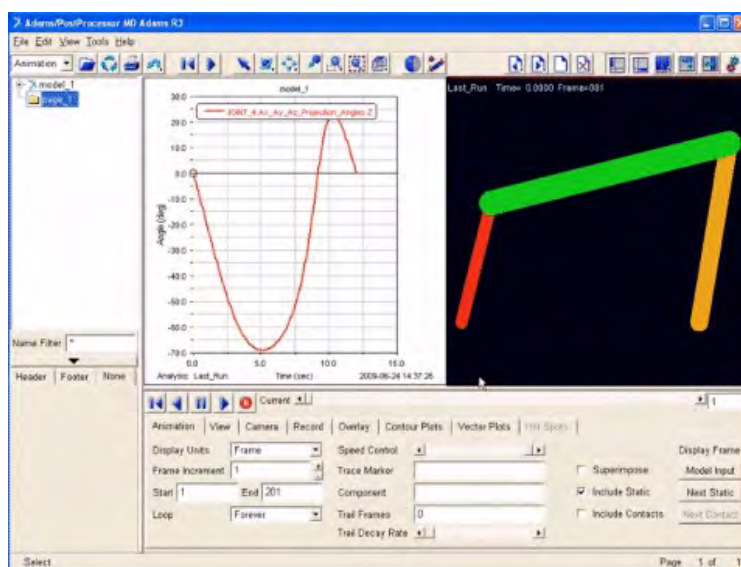 Adams/PostProcessor MD Adams R3
File Edit View Tools Help
Animation
model_1
page_1
model_1
JOINT_4.Ax_Ay_Az_Projection_Angles.Z
30.0
20.0
10.0
0.0
-10.0
-20.0
-30.0
-40.0
-50.0
-60.0
-70.0
Angle (deg)
0.0 5.0 10.0 15.0
Analysis: Last_Run Time (sec) 2009-06-24 14:37:26
Last_Run Time= 0.0000 Frame=001
Name Filter *
Header Footer None
Current 1
Animation View Camera Record Overlay Contour Plots Vector Plots Hot Spots
Display Units Frame Speed Control Display Frame
Frame Increment 1 Trace Marker Superimpose Model Input
Start 1 End 201 Component Include Static Next Static
Loop Forever Trail Frames 0 Include Contacts Next Contact
Trail Decay Rate
Select Page 1 of 1